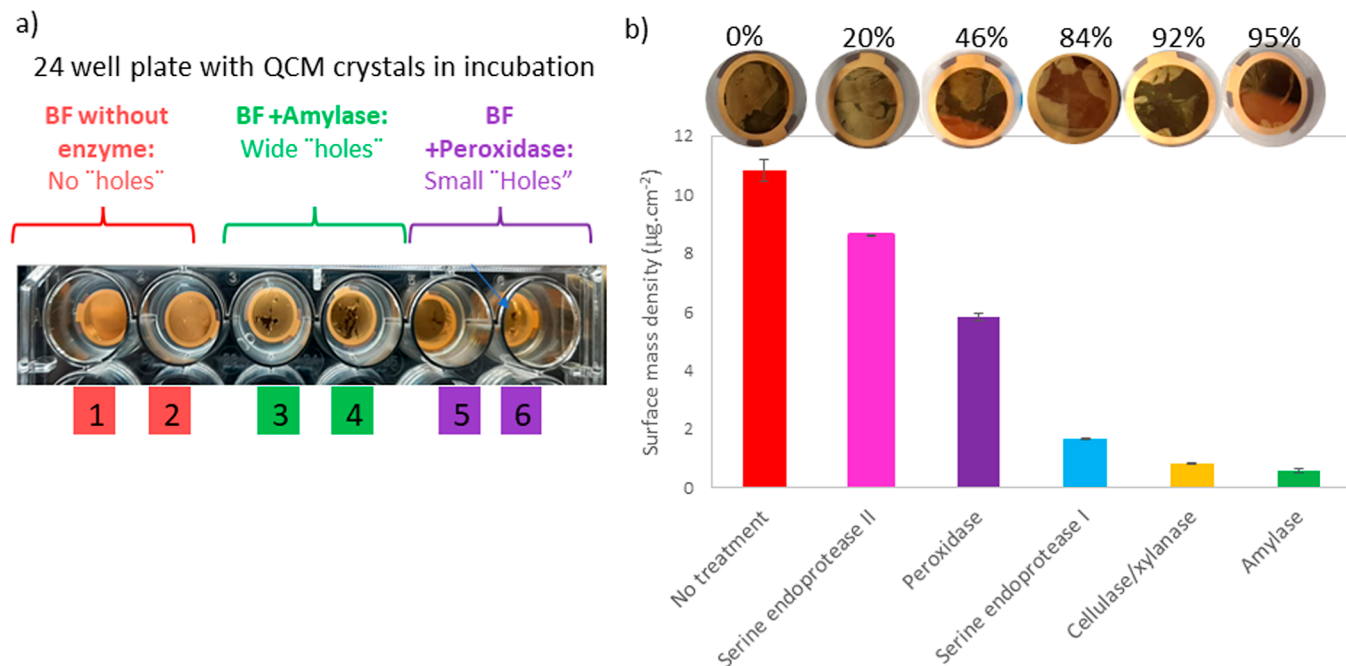 a)
24 well plate with QCM crystals in incubation
BF without
enzyme:
No ¨holes¨
BF +Amylase:
Wide ¨holes¨
BF
+Peroxidase:
Small ¨Holes”
1 2 3 4 5 6
b)
0% 20% 46% 84% 92% 95%
Surface mass density (µg.cm-2)
12
10
8
6
4
2
0
No treatment
Serine endoprotease II
Peroxidase
Serine endoprotease I
Cellulase/xylanase
Amylase